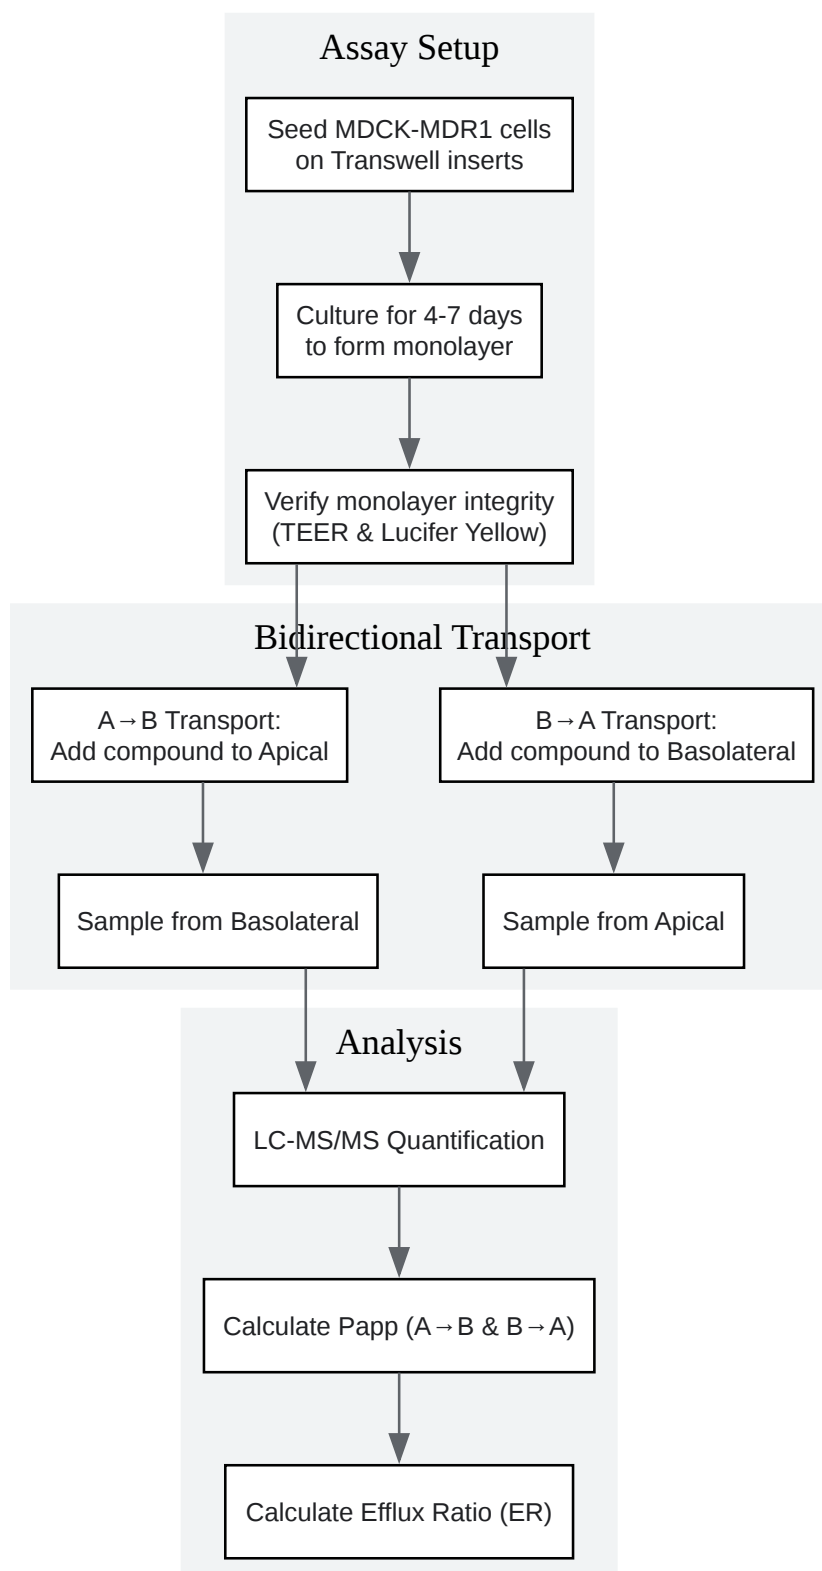 Assay Setup
Seed MDCK-MDR1 cells
on Transwell inserts
Culture for 4-7 days
to form monolayer
Verify monolayer integrity
(TEER & Lucifer Yellow)
Bidirectional Transport
A→B Transport:
Add compound to Apical
B→A Transport:
Add compound to Basolateral
Sample from Basolateral
Sample from Apical
Analysis
LC-MS/MS Quantification
Calculate Papp (A→B & B→A)
Calculate Efflux Ratio (ER)